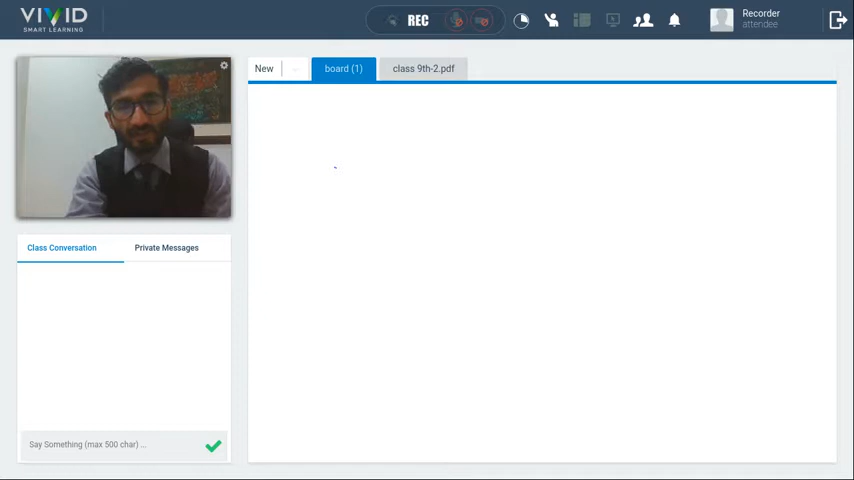 VIVID
SMART LEARNING
REC
Recorder
attendee
New
board (1)
class 9th-2.pdf
Class Conversation
Private Messages
Say Something (max 500 char) ...